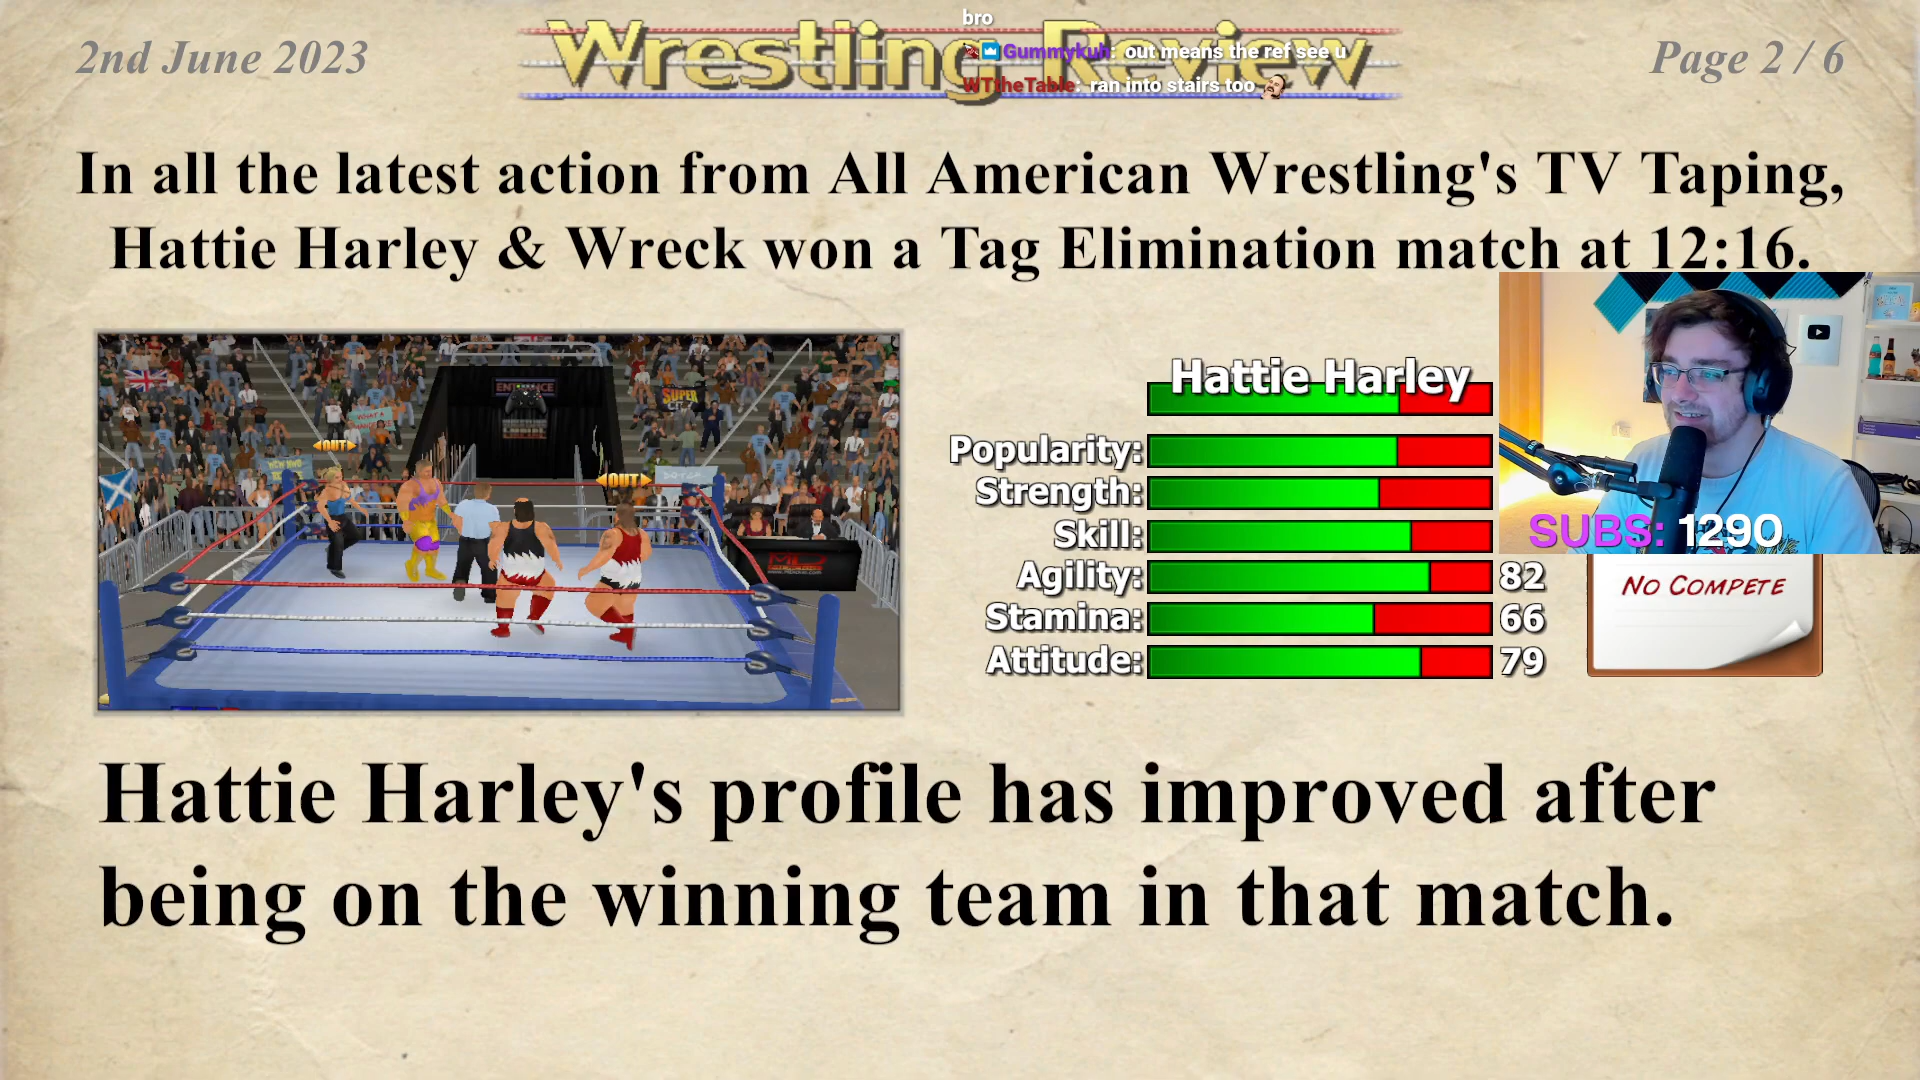 bro
2nd June 2023
Wrestling Review
Page 2 / 6
Gummykuh: out means the ref see u
WTtheTable: ran into stairs too
In all the latest action from All American Wrestling's TV Taping,
Hattie Harley & Wreck won a Tag Elimination match at 12:16.
Hattie Harley
ENTRANCE
SUPER
OUT
OUT
Popularity:
Strength:
Skill:
SUBS: 1290
Agility: 82
NO COMPETE
Stamina: 66
Attitude: 79
Hattie Harley's profile has improved after
being on the winning team in that match.